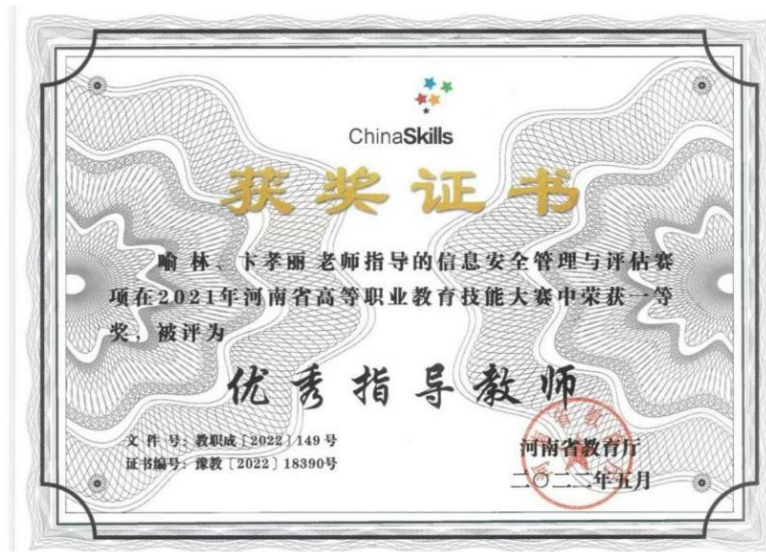 ChinaSkills
获奖证书
喻林、卞孝丽 老师指导的信息安全管理与评估赛
项在2021年河南省高等职业教育技能大赛中荣获一等
奖，被评为
优秀指导教师
文 件 号：教职成〔2022〕149号
证书编号：豫教〔2022〕18390号
河南省教育厅
二〇二二年五月